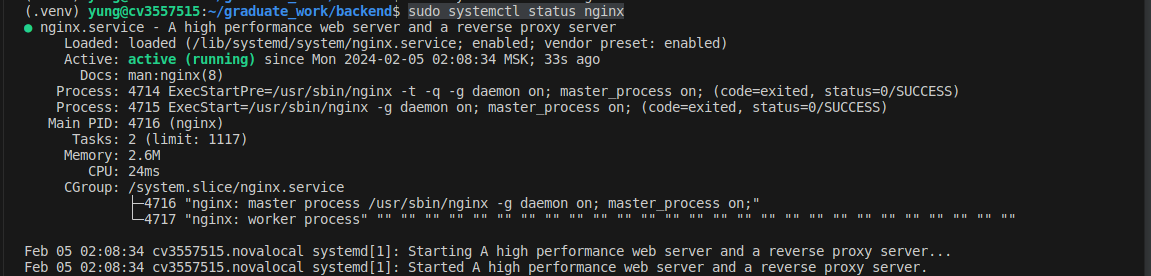 (.venv) yung@cv3557515:~/graduate_work/backend$ sudo systemctl status nginx
● nginx.service - A high performance web server and a reverse proxy server
Loaded: loaded (/lib/systemd/system/nginx.service; enabled; vendor preset: enabled)
Active: active (running) since Mon 2024-02-05 02:08:34 MSK; 33s ago
Docs: man:nginx(8)
Process: 4714 ExecStartPre=/usr/sbin/nginx -t -q -g daemon on; master_process on; (code=exited, status=0/SUCCESS)
Process: 4715 ExecStart=/usr/sbin/nginx -g daemon on; master_process on; (code=exited, status=0/SUCCESS)
Main PID: 4716 (nginx)
Tasks: 2 (limit: 1117)
Memory: 2.6M
CPU: 24ms
CGroup: /system.slice/nginx.service
├─4716 "nginx: master process /usr/sbin/nginx -g daemon on; master_process on;"
└─4717 "nginx: worker process" "" "" "" "" "" "" "" "" "" "" "" "" "" "" "" "" "" "" "" "" "" "" "" "" "" "" ""
Feb 05 02:08:34 cv3557515.novalocal systemd[1]: Starting A high performance web server and a reverse proxy server...
Feb 05 02:08:34 cv3557515.novalocal systemd[1]: Started A high performance web server and a reverse proxy server.